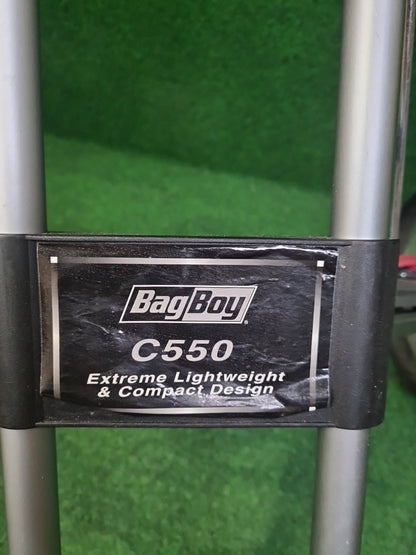 BagBoy®
C550
Extreme Lightweight
& Compact Design